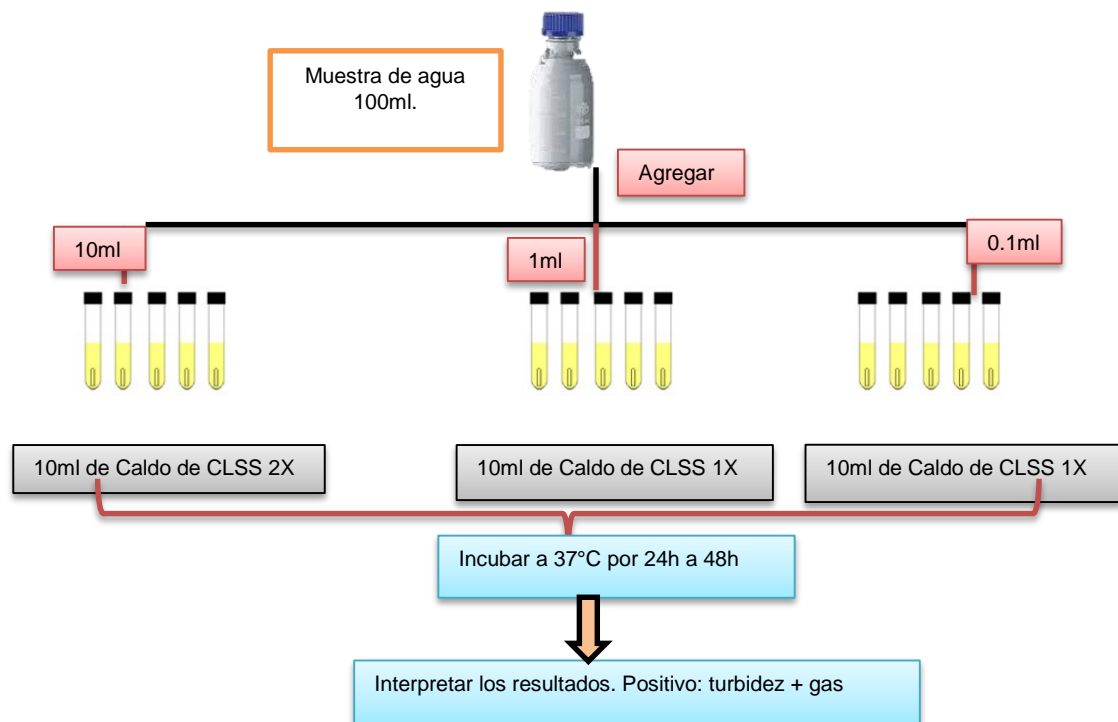 Muestra de agua
100ml.
Agregar
10ml
1ml
0.1ml
10ml de Caldo de CLSS 2X
10ml de Caldo de CLSS 1X
10ml de Caldo de CLSS 1X
Incubar a 37°C por 24h a 48h
Interpretar los resultados. Positivo: turbidez + gas